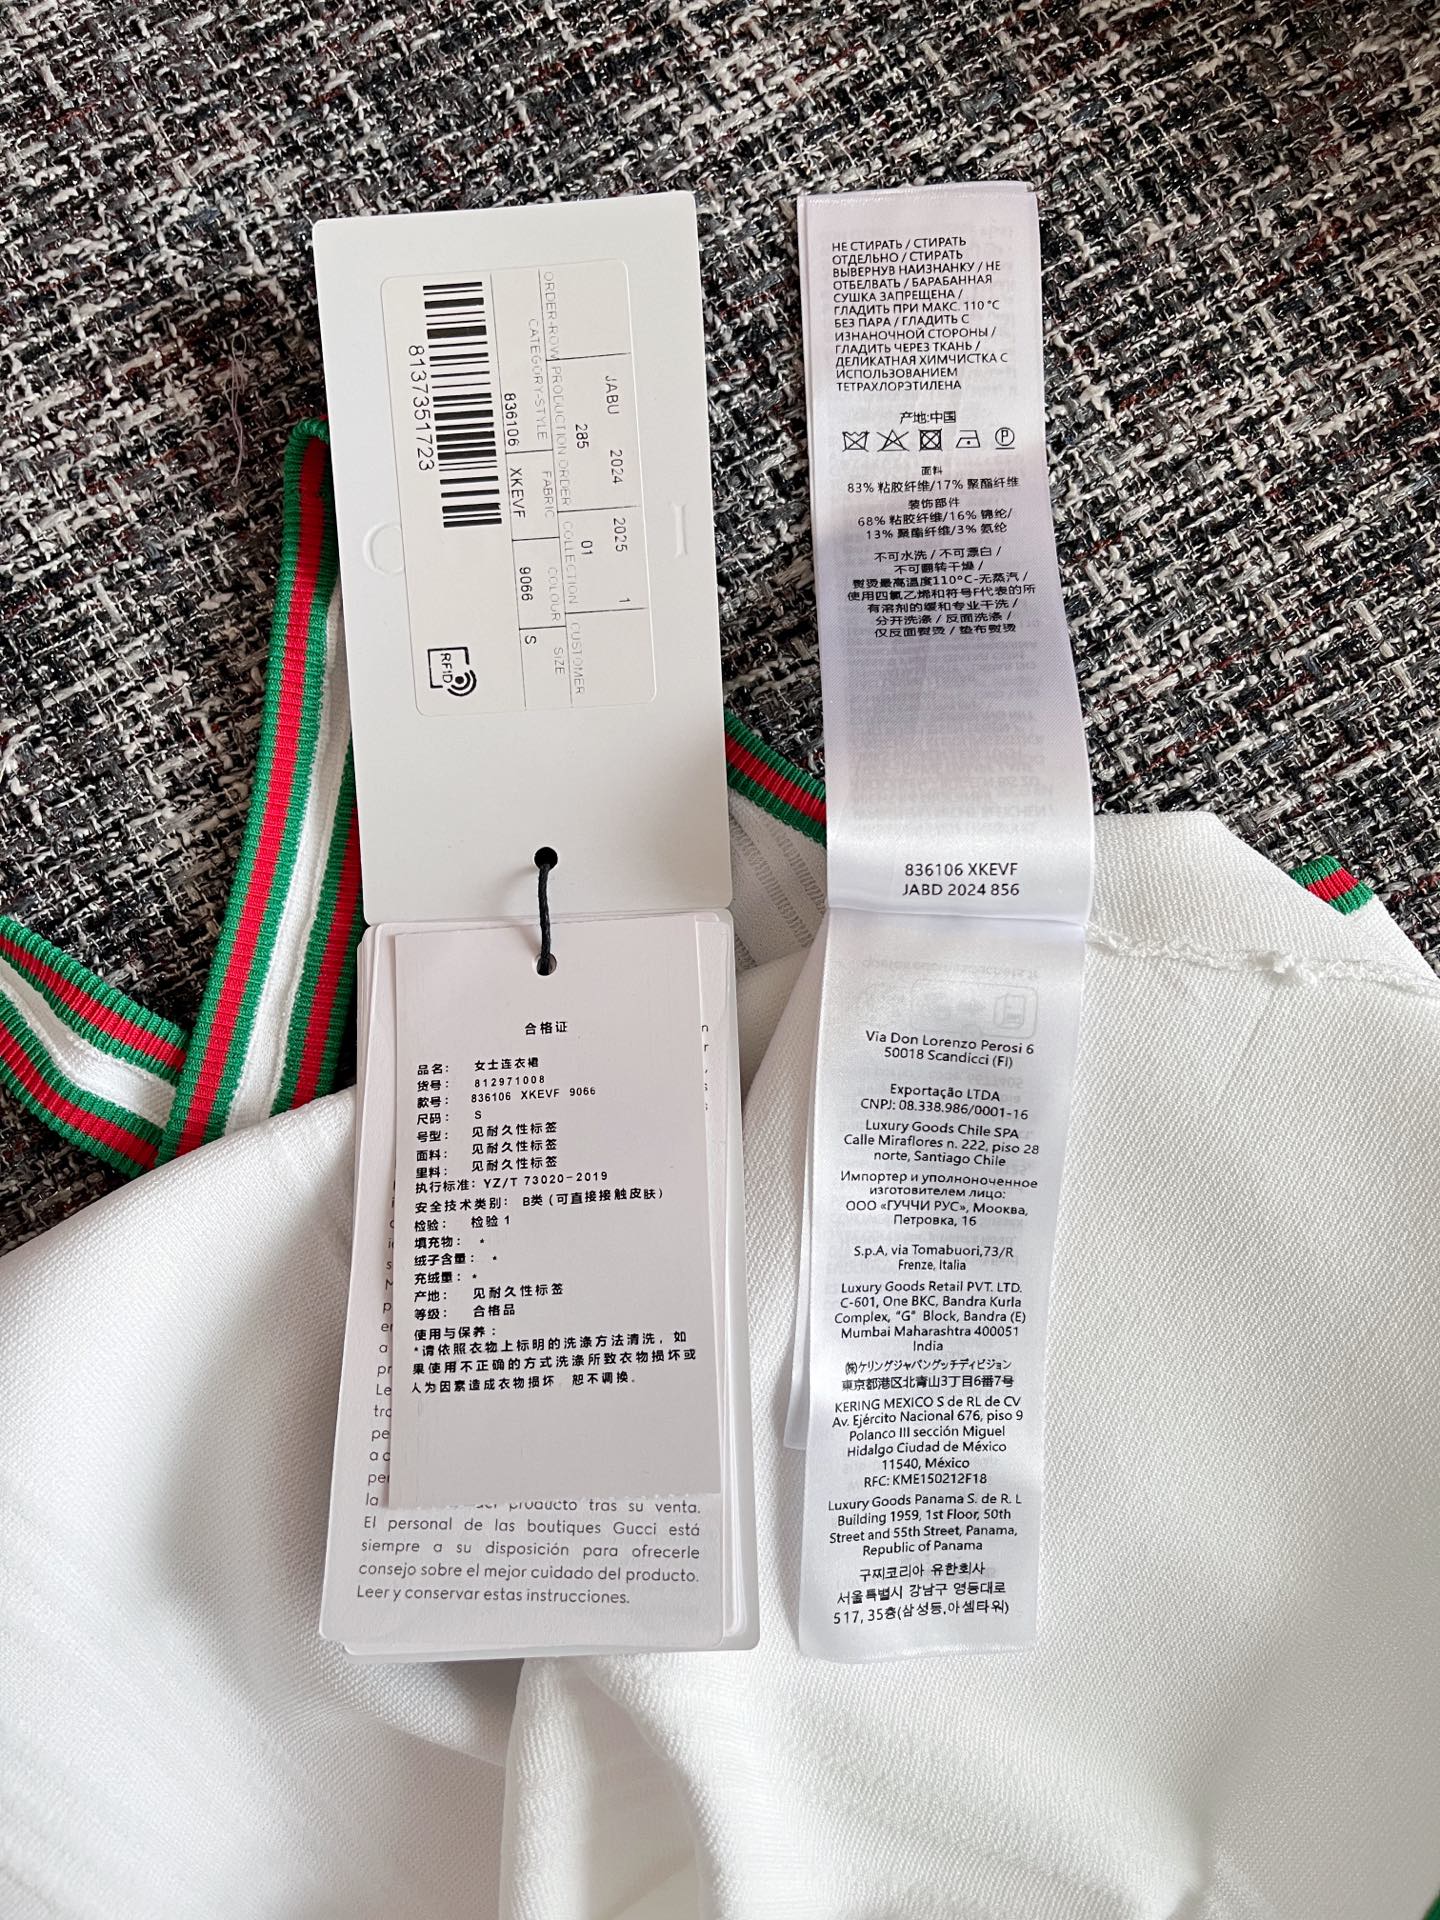 ORDER-ROW PRODUCTION ORDER COLLECTION CUSTOMER
JABU 2024 2025 1
285 01
CATEGORY-STYLE FABRIC COLOUR SIZE
836106 XKEVF 9066 S
8137351723
RFID
合格证
品名: 女士连衣裙
货号: 812971008
款号: 836106 XKEVF 9066
尺码: S
号型: 见耐久性标签
面料: 见耐久性标签
里料: 见耐久性标签
执行标准: YZ/T 73020-2019
安全技术类别: B类(可直接接触皮肤)
检验: 检验1
填充物: *
绒子含量: *
充绒量: *
产地: 见耐久性标签
等级: 合格品
使用与保养:
*请依照衣物上标明的洗涤方法清洗, 如
果使用不正确的方式洗涤所致衣物损坏或
人为因素造成衣物损坏, 恕不调换.
la producto tras su venta.
El personal de las boutiques Gucci está
siempre a su disposición para ofrecerle
consejo sobre el mejor cuidado del producto.
Leer y conservar estas instrucciones.
НЕ СТИРАТЬ / СТИРАТЬ
ОТДЕЛЬНО / СТИРАТЬ
ВЫВЕРНУВ НАИЗНАНКУ / НЕ
ОТБЕЛВАТЬ / БАРАБАННАЯ
СУШКА ЗАПРЕЩЕНА /
ГЛАДИТЬ ПРИ МАКС. 110 °C
БЕЗ ПАРА / ГЛАДИТЬ С
ИЗНАНОЧНОЙ СТОРОНЫ /
ГЛАДИТЬ ЧЕРЕЗ ТКАНЬ /
ДЕЛИКАТНАЯ ХИМЧИСТКА С
ИСПОЛЬЗОВАНИЕМ
ТЕТРАХЛОРЭТИЛЕНА
产地:中国
面料
83% 粘胶纤维/17% 聚酯纤维
装饰部件
68% 粘胶纤维/16% 锦纶/
13% 聚酯纤维/3% 氨纶
不可水洗 / 不可漂白 /
不可翻转干燥 /
熨烫最高温度110°C-无蒸汽 /
使用四氯乙烯和符号F代表的所
有溶剂的缓和专业干洗 /
分开洗涤 / 反面洗涤 /
仅反面熨烫 / 垫布熨烫
836106 XKEVF
JABD 2024 856
Via Don Lorenzo Perosi 6
50018 Scandicci (FI)
Exportação LTDA
CNPJ: 08.338.986/0001-16
Luxury Goods Chile SPA
Calle Miraflores n. 222, piso 28
norte, Santiago Chile
Импортер и уполноноченное
изготовителем лицо:
ООО «ГУЧЧИ РУС», Мооква,
Петровка, 16
S.p.A, via Tomabuori,73/R
Frenze, Italia
Luxury Goods Retail PVT. LTD.
C-601, One BKC, Bandra Kurla
Complex, "G" Block, Bandra (E)
Mumbai Maharashtra 400051
India
㈱ケリングジャパングッチディビジョン
東京都港区北青山3丁目6番7号
KERING MEXICO S de RL de CV
Av. Ejército Nacional 676, piso 9
Polanco III sección Miguel
Hidalgo Ciudad de México
11540, México
RFC: KME150212F18
Luxury Goods Panama S. de R. L
Building 1959, 1st Floor, 50th
Street and 55th Street, Panama,
Republic of Panama
구찌코리아 유한회사
서울특별시 강남구 영동대로
517, 35층(삼성등,아셈타워)